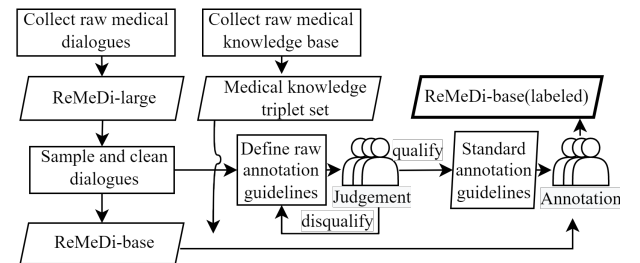 Collect raw medical
dialogues
Collect raw medical
knowledge base
ReMeDi-large
Medical knowledge
triplet set
ReMeDi-base(labeled)
Sample and clean
dialogues
Define raw
annotation
guidelines
Judgement
qualify
disqualify
Standard
annotation
guidelines
Annotation
ReMeDi-base